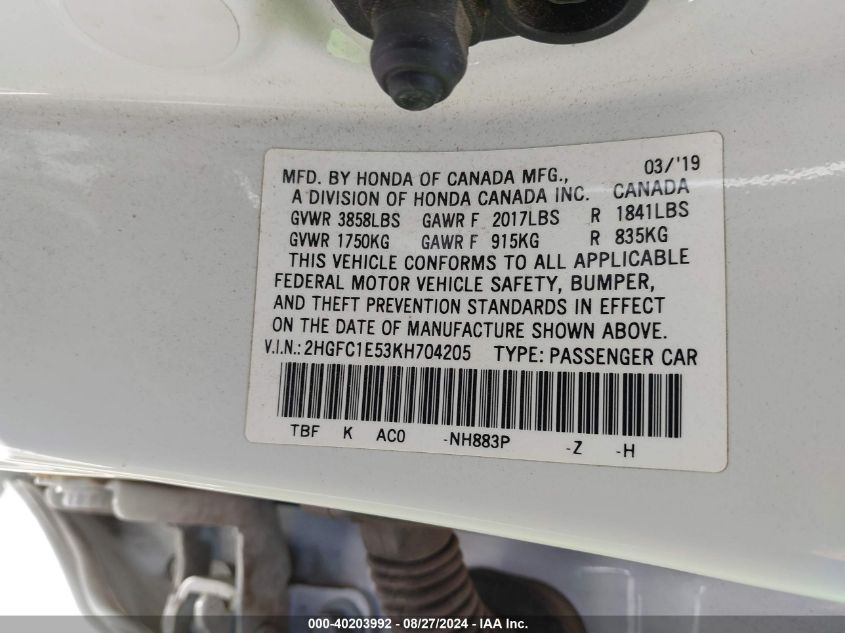 MFD. BY HONDA OF CANADA MFG., 03/'19
A DIVISION OF HONDA CANADA INC. CANADA
GVWR 3858LBS GAWR F 2017LBS R 1841LBS
GVWR 1750KG GAWR F 915KG R 835KG
THIS VEHICLE CONFORMS TO ALL APPLICABLE
FEDERAL MOTOR VEHICLE SAFETY, BUMPER,
AND THEFT PREVENTION STANDARDS IN EFFECT
ON THE DATE OF MANUFACTURE SHOWN ABOVE.
V.I.N.: 2HGFC1E53KH704205 TYPE: PASSENGER CAR
TBF K AC0 -NH883P -Z -H
000-40203992 - 08/27/2024 - IAA Inc.